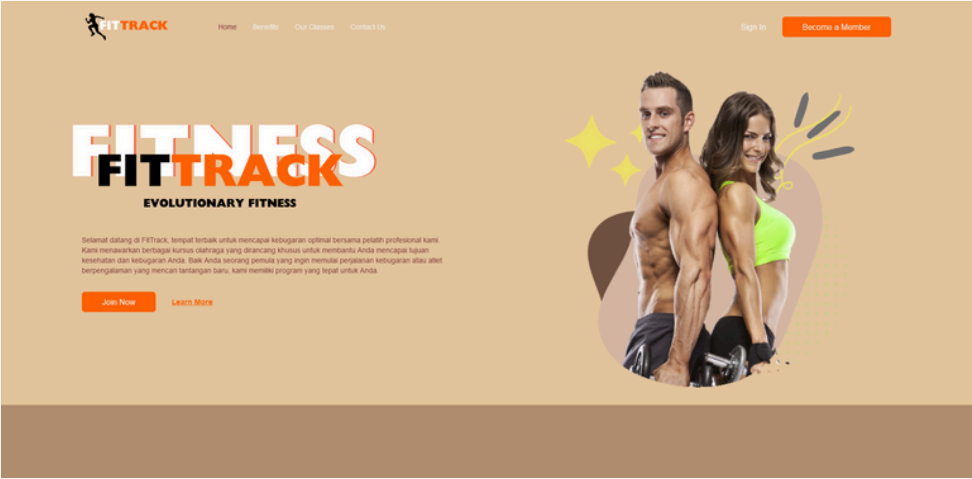 FITTRACK
Home Benefits Our Classes Contact Us
Sign In Become a Member
FITNESS
FITTRACK
EVOLUTIONARY FITNESS
Selamat datang di FitTrack, tempat terbaik untuk mencapai kebugaran optimal bersama pelatih profesional kami.
Kami menawarkan berbagai kursus olahraga yang dirancang khusus untuk membantu Anda mencapai tujuan
kesehatan dan kebugaran Anda. Baik Anda seorang pemula yang ingin memulai perjalanan kebugaran atau atlet
berpengalaman yang mencari tantangan baru, kami memiliki program yang tepat untuk Anda.
Join Now Learn More